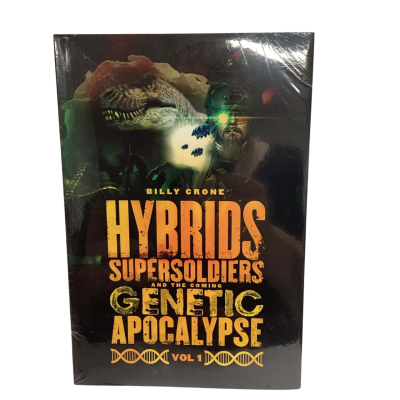 BILLY CRONE
HYBRIDS
SUPERSOLDIERS
AND THE COMING
GENETIC
APOCALYPSE
VOL 1